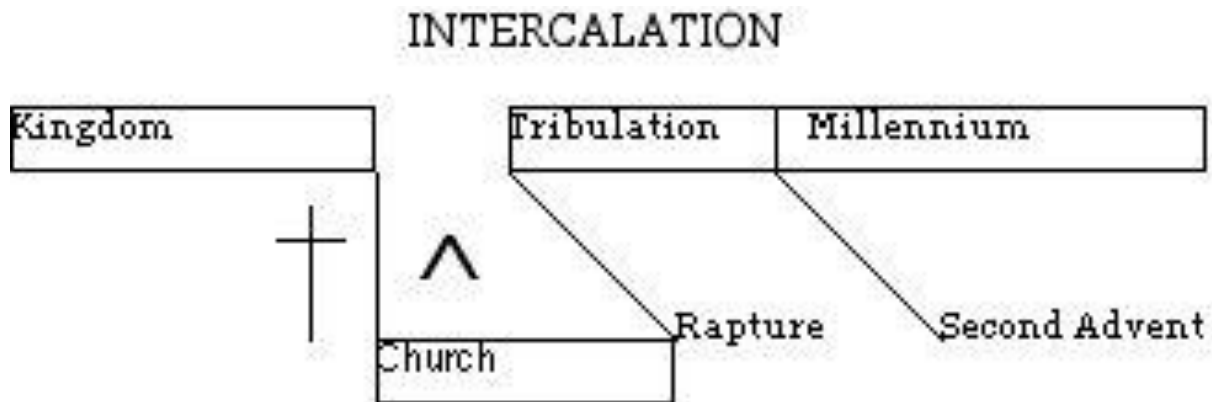 INTERCALATION
Kingdom Tribulation Millennium
^
Rapture Second Advent
Church